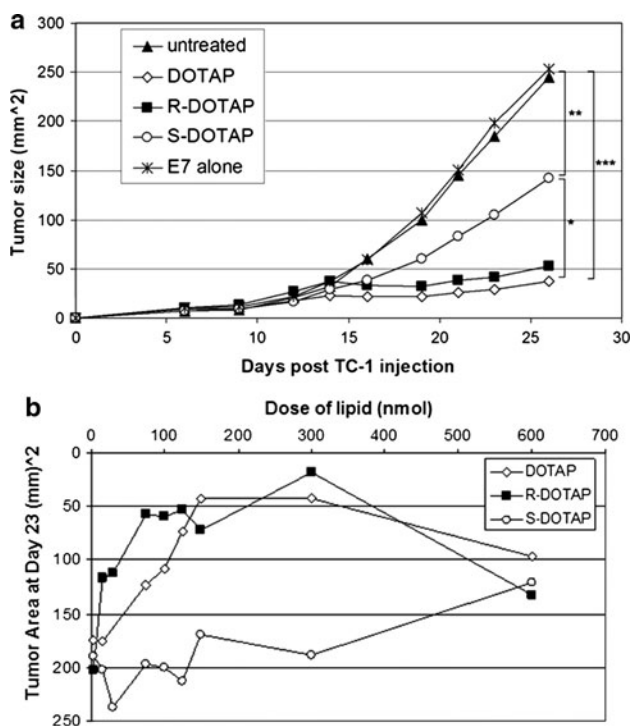 a
300
250
200
150
100
50
0
Tumor size (mm^2)
untreated
DOTAP
R-DOTAP
S-DOTAP
E7 alone
**
***
*
0 5 10 15 20 25 30
Days post TC-1 injection
b
Dose of lipid (nmol)
0 100 200 300 400 500 600 700
0
50
100
150
200
250
Tumor Area at Day 23 (mm)^2
DOTAP
R-DOTAP
S-DOTAP